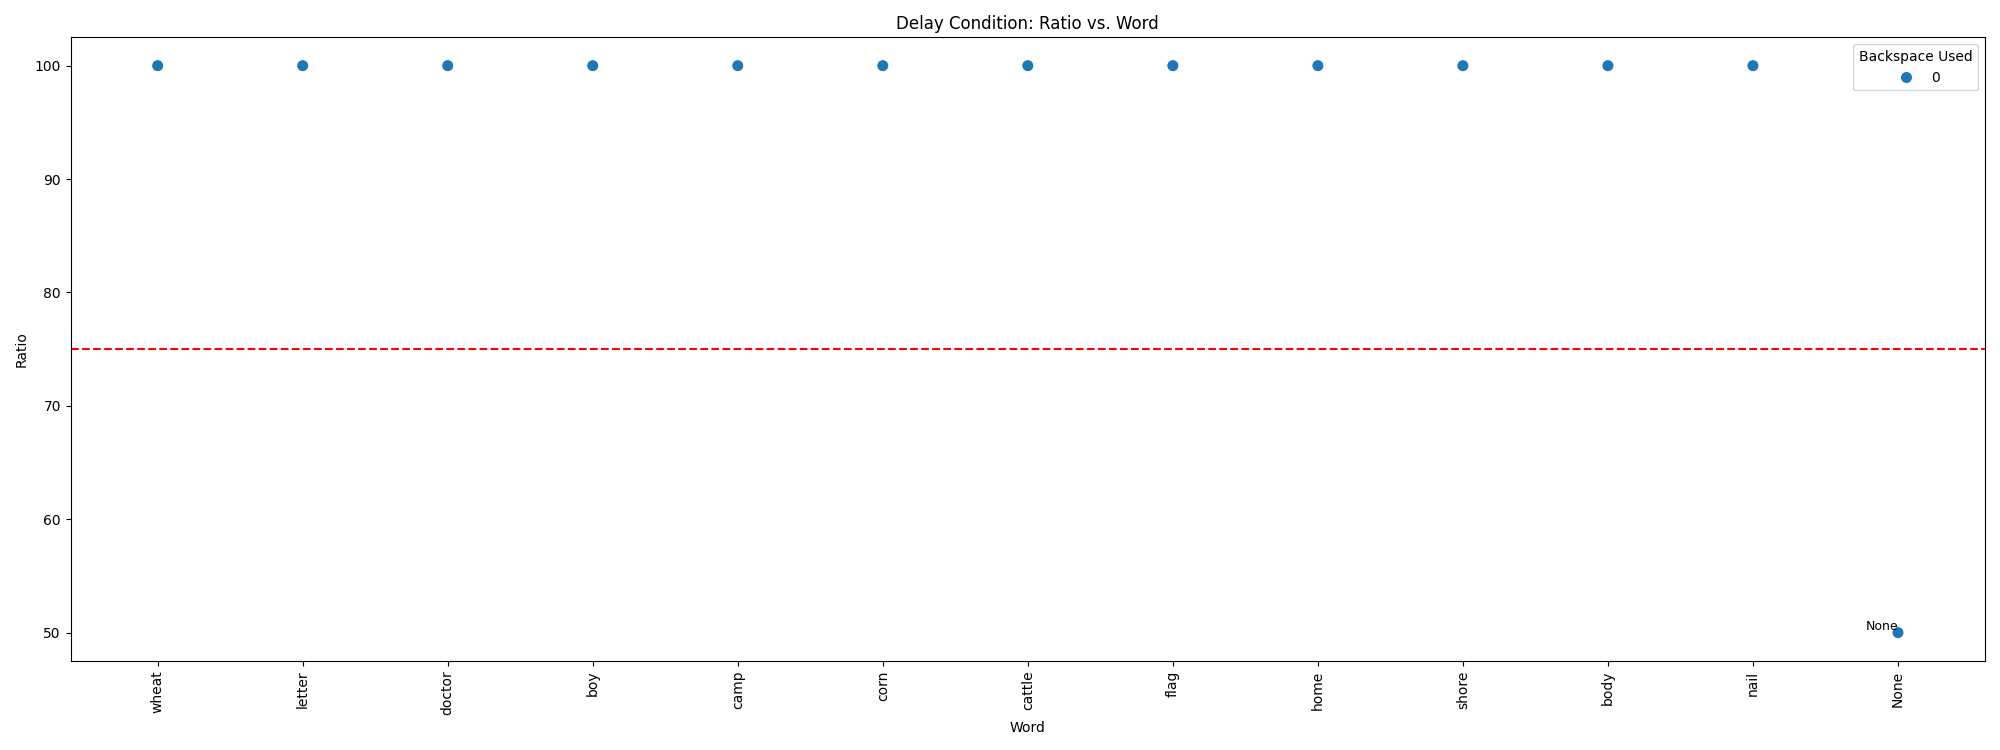 Delay Condition: Ratio vs. Word
Backspace Used
0
100
90
80
70
60
50
Ratio
None
wheat
letter
doctor
boy
camp
corn
cattle
flag
home
shore
body
nail
None
Word